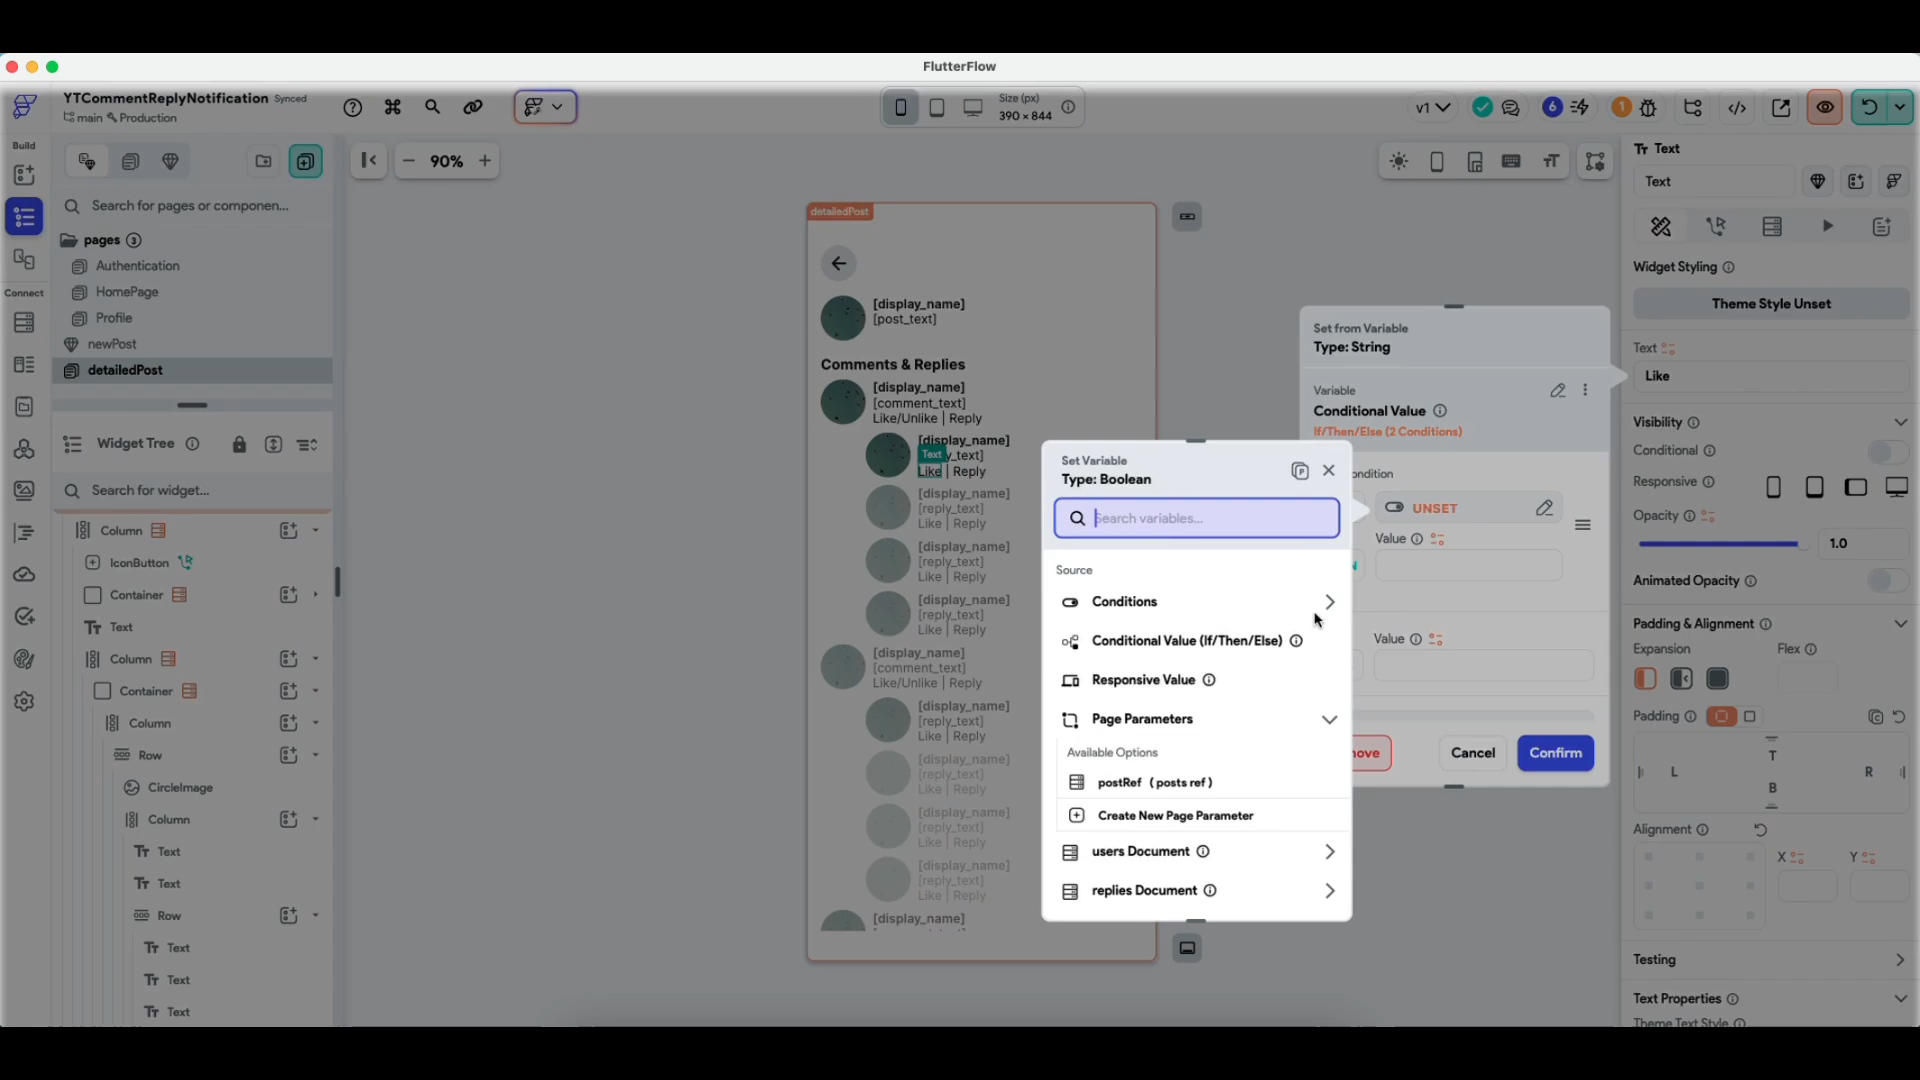 FlutterFlow
YTCommentReplyNotification Synced
main Production
Size (px)
390 × 844
v1
6
1
Build
Connect
Search for pages or componen...
pages 3
Authentication
HomePage
Profile
newPost
detailedPost
Widget Tree
Search for widget...
Column
IconButton
Container
Text
Column
Container
Column
Row
CircleImage
Column
Text
Text
Row
Text
Text
Text
90%
detailedPost
[display_name]
[post_text]
Comments & Replies
[display_name]
[comment_text]
Like/Unlike | Reply
[display_name]
Text y_text]
Like | Reply
[display_name]
[reply_text]
Like | Reply
[display_name]
[reply_text]
Like | Reply
[display_name]
[reply_text]
Like | Reply
[display_name]
[comment_text]
Like/Unlike | Reply
[display_name]
[reply_text]
Like | Reply
[display_name]
[reply_text]
Like | Reply
[display_name]
[reply_text]
Like | Reply
[display_name]
[reply_text]
Like | Reply
[display_name]
Set Variable
Type: Boolean
Search variables...
Source
Conditions
Conditional Value (If/Then/Else)
Responsive Value
Page Parameters
Available Options
postRef ( posts ref )
Create New Page Parameter
users Document
replies Document
Set from Variable
Type: String
Variable
Conditional Value
If/Then/Else (2 Conditions)
ondition
UNSET
Value
N
Value
ove
Cancel
Confirm
Text
Text
Widget Styling
Theme Style Unset
Text
Like
Visibility
Conditional
Responsive
Opacity
1.0
Animated Opacity
Padding & Alignment
Expansion
Flex
Padding
T
L
R
B
Alignment
X
Y
Testing
Text Properties
Theme Text Style